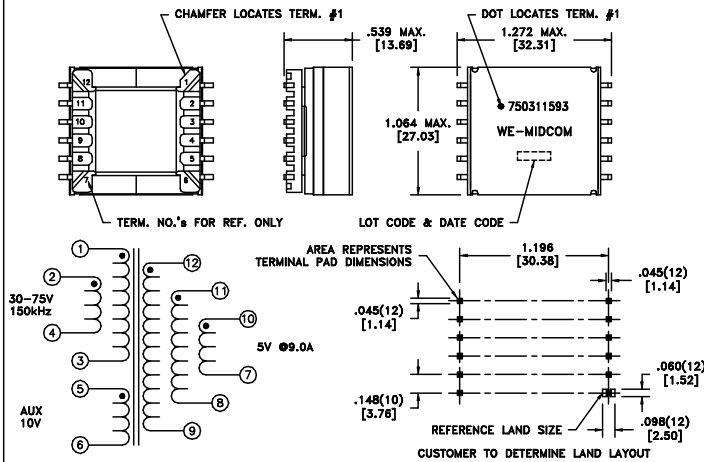 CHAMFER LOCATES TERM. #1
.539 MAX.
[13.69]
DOT LOCATES TERM. #1
1.272 MAX.
[32.31]
12
1
11
2
10
3
9
4
8
5
7
6
1.064 MAX.
[27.03]
750311593
WE-MIDCOM
TERM. NO.'s FOR REF. ONLY
LOT CODE & DATE CODE
1
2
30-75V
150kHz
4
3
5
AUX
10V
6
12
11
10
5V @9.0A
7
8
9
AREA REPRESENTS
TERMINAL PAD DIMENSIONS
1.196
[30.38]
.045(12)
[1.14]
.045(12)
[1.14]
.060(12)
[1.52]
.148(10)
[3.76]
REFERENCE LAND SIZE
.098(12)
[2.50]
CUSTOMER TO DETERMINE LAND LAYOUT